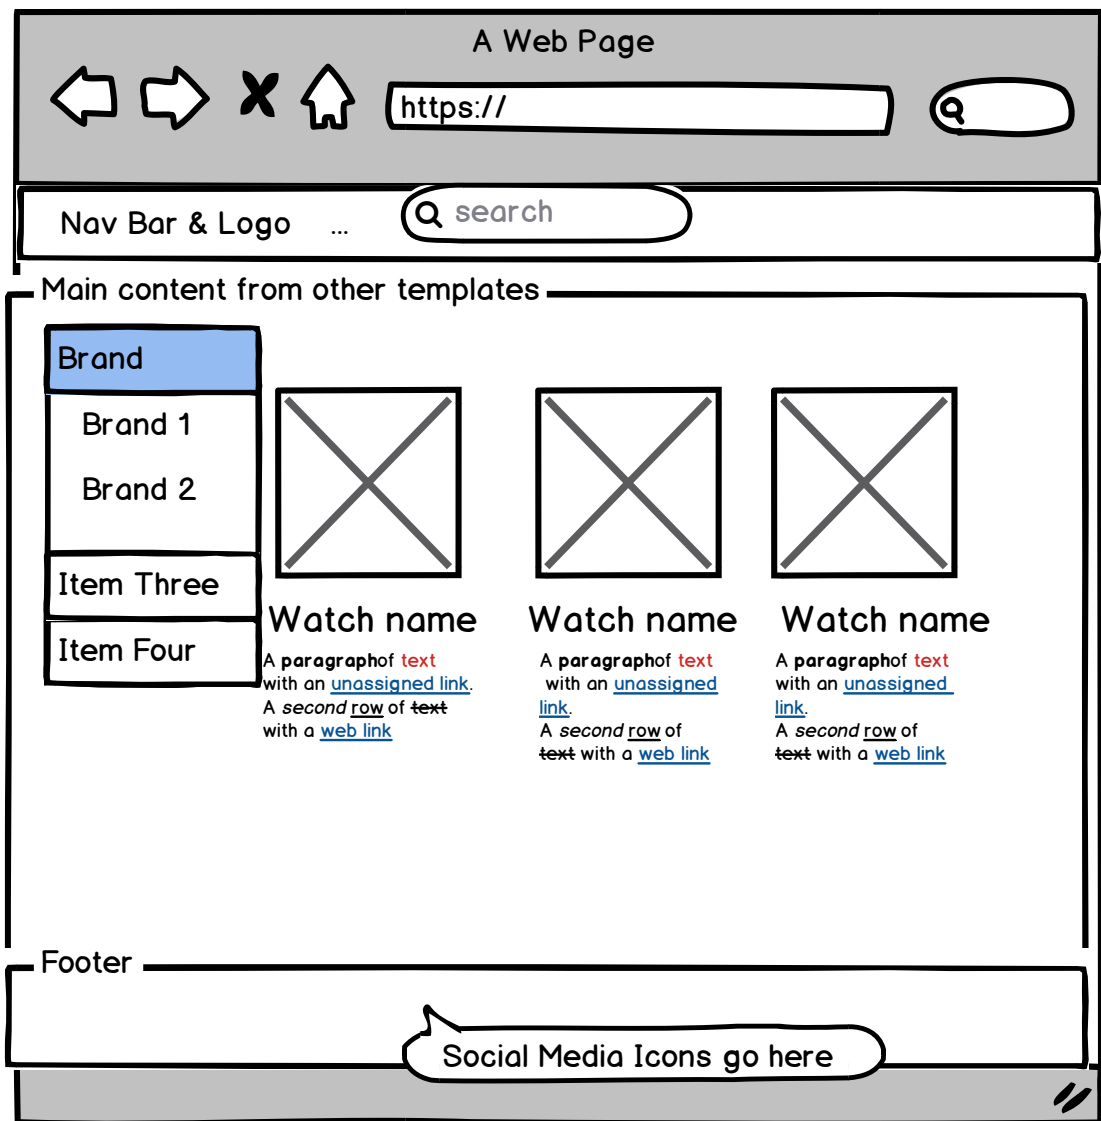 A Web Page
https://
Nav Bar & Logo ...
search
Main content from other templates
Brand
Brand 1
Brand 2
Item Three
Item Four
Watch name
A paragraphof text
with an unassigned link.
A second row of text
with a web link
Watch name
A paragraphof text
with an unassigned
link.
A second row of
text with a web link
Watch name
A paragraphof text
with an unassigned
link.
A second row of
text with a web link
Footer
Social Media Icons go here